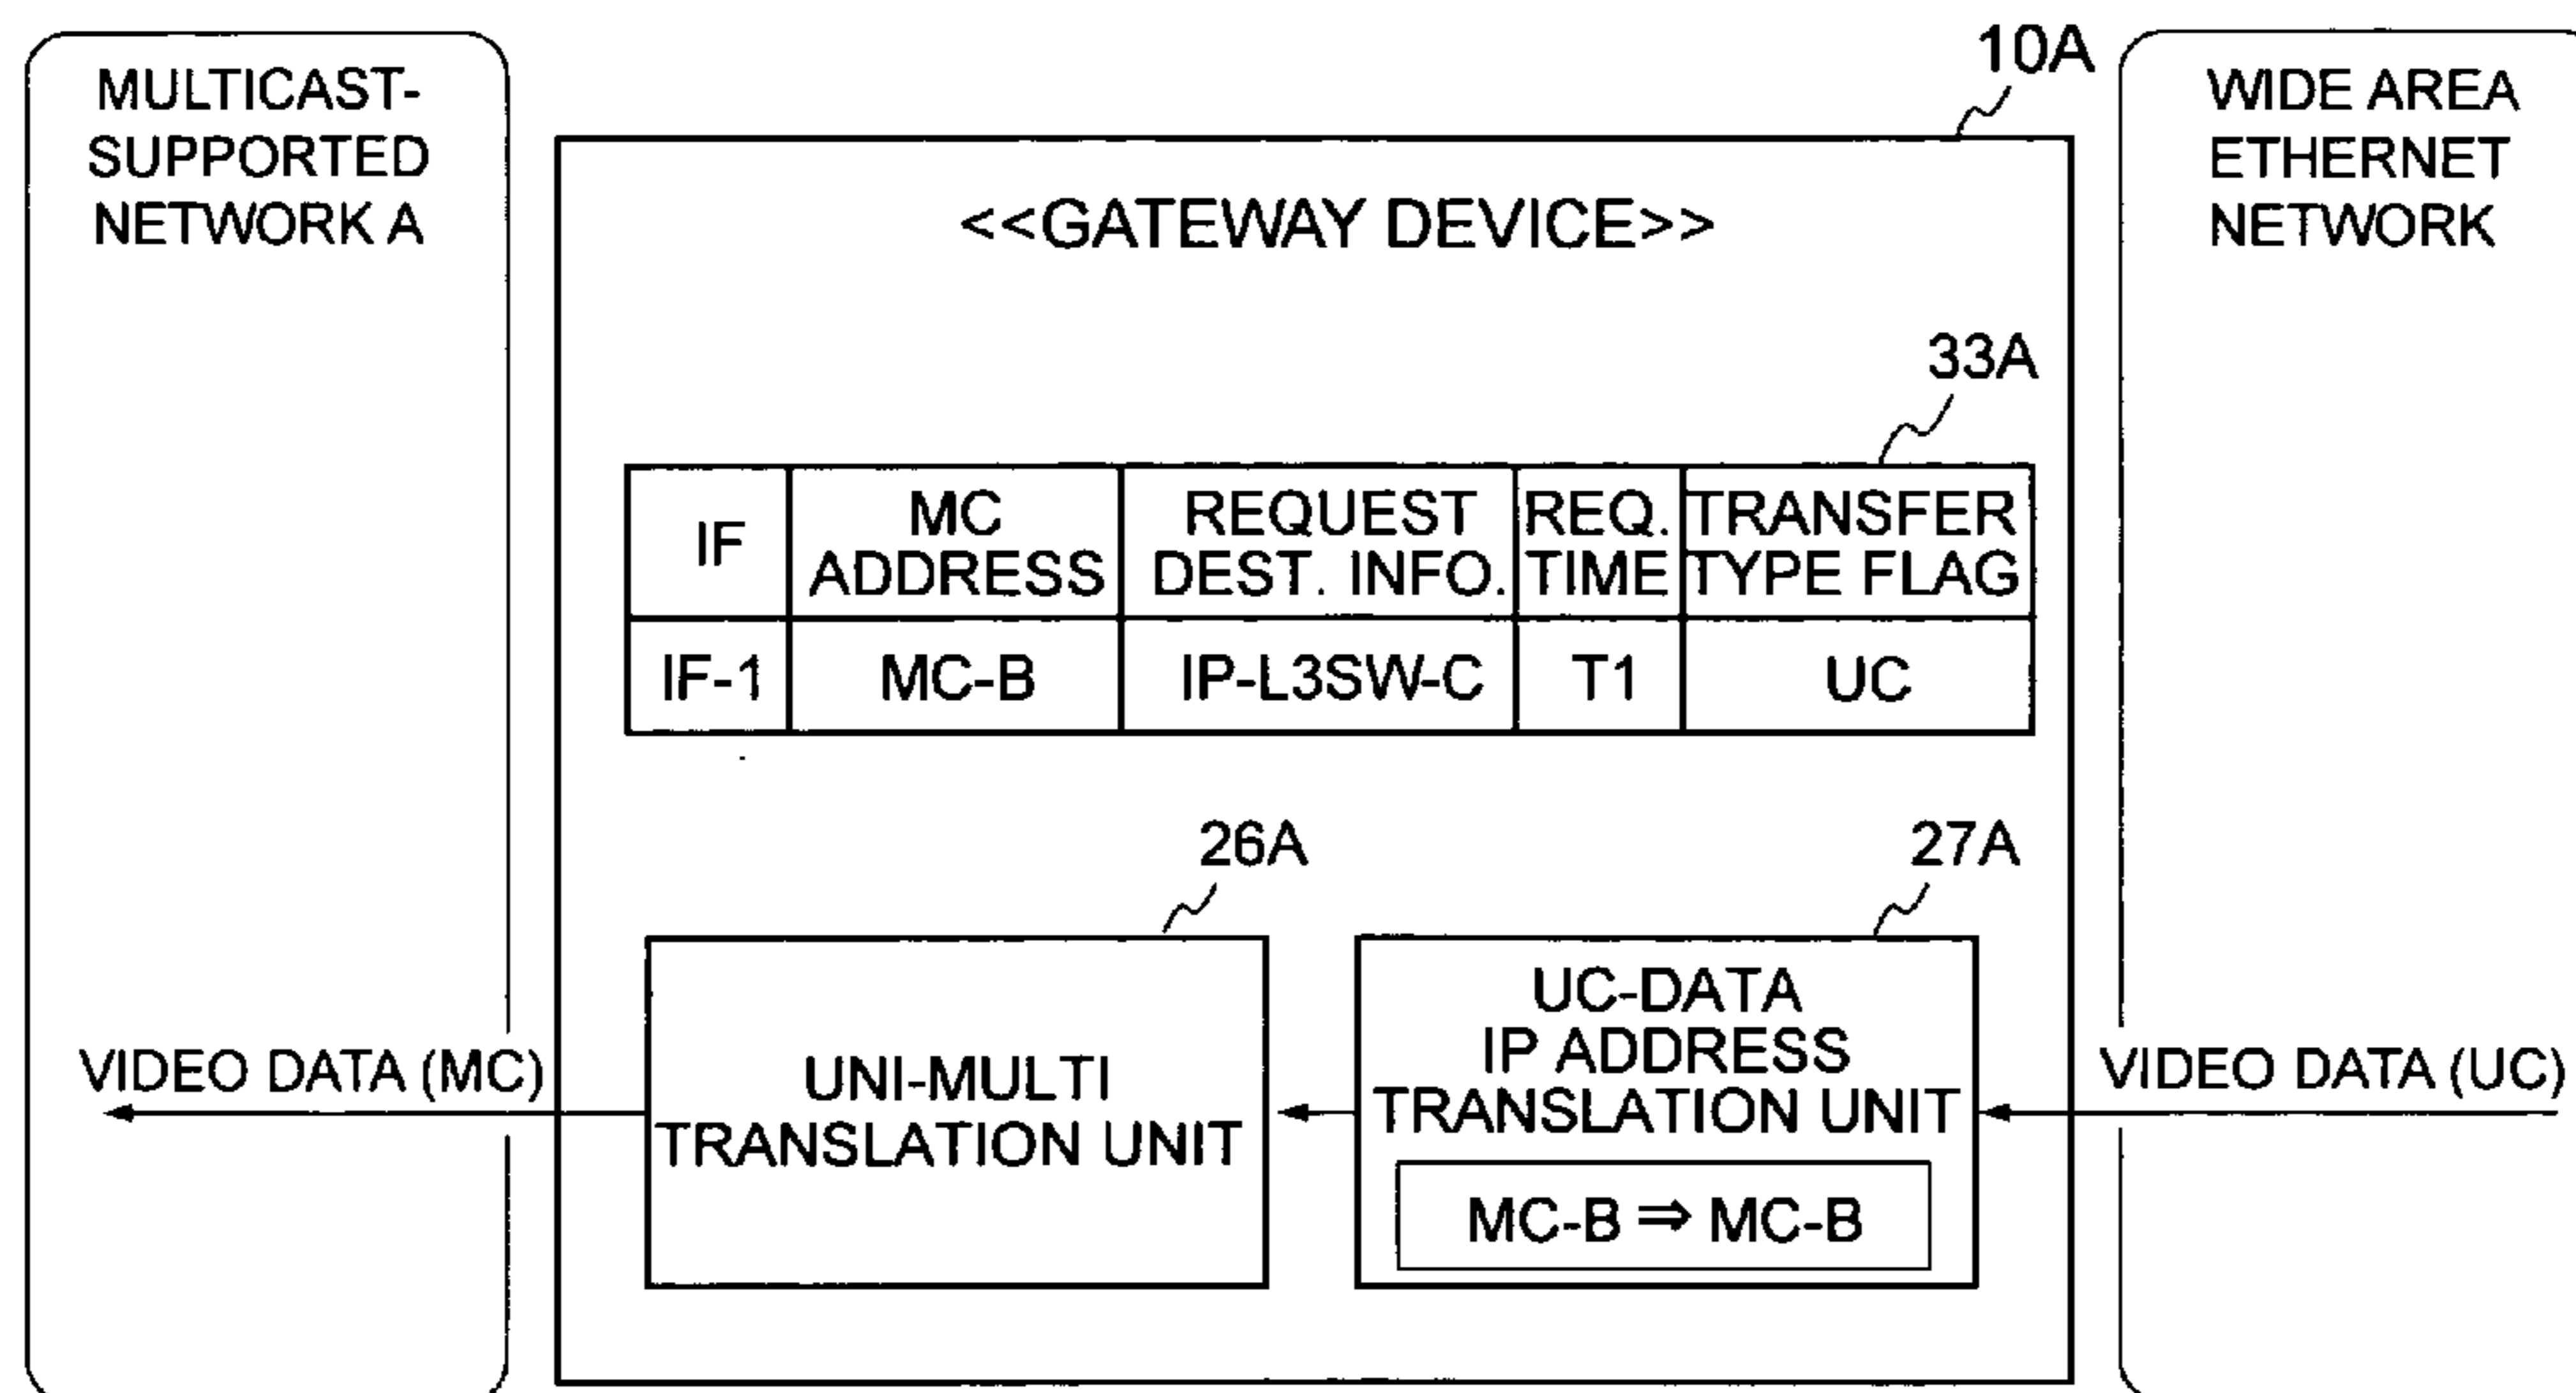 10A
MULTICAST-
SUPPORTED
NETWORK A
WIDE AREA
ETHERNET
NETWORK
<<GATEWAY DEVICE>>
33A
IF
MC
ADDRESS
REQUEST
DEST. INFO.
REQ.
TIME
TRANSFER
TYPE FLAG
IF-1
MC-B
IP-L3SW-C
T1
UC
26A
27A
VIDEO DATA (MC)
UNI-MULTI
TRANSLATION UNIT
UC-DATA
IP ADDRESS
TRANSLATION UNIT
MC-B ⇒ MC-B
VIDEO DATA (UC)